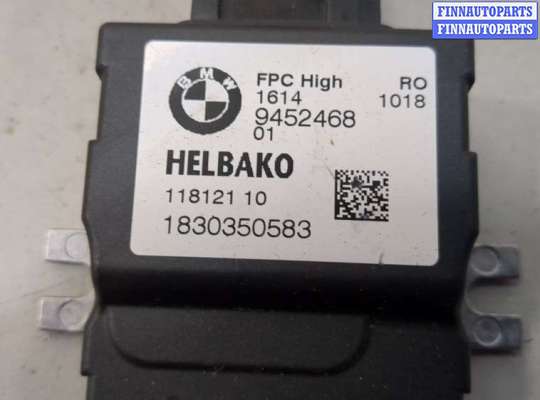 FINNAUTOPARTS
FINNAUTOPARTS
BMW
FPC High RO
1614 1018
9452468
01
HELBAKO
118121 10
1830350583